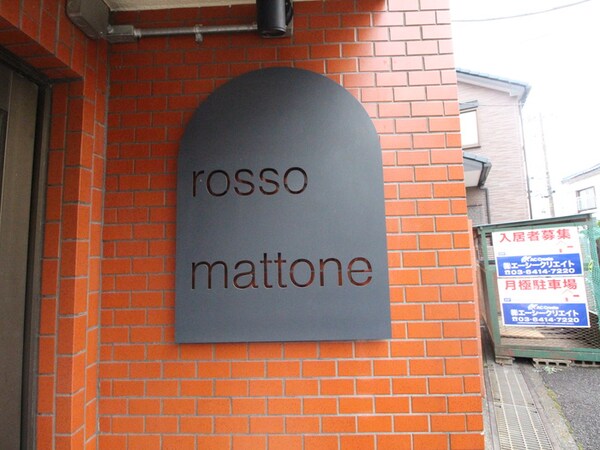 rosso
mattone
入居者募集
㈱エーシークリエイト
☎03-6414-7220
月極駐車場
㈱エーシークリエイト
☎03-6414-7220